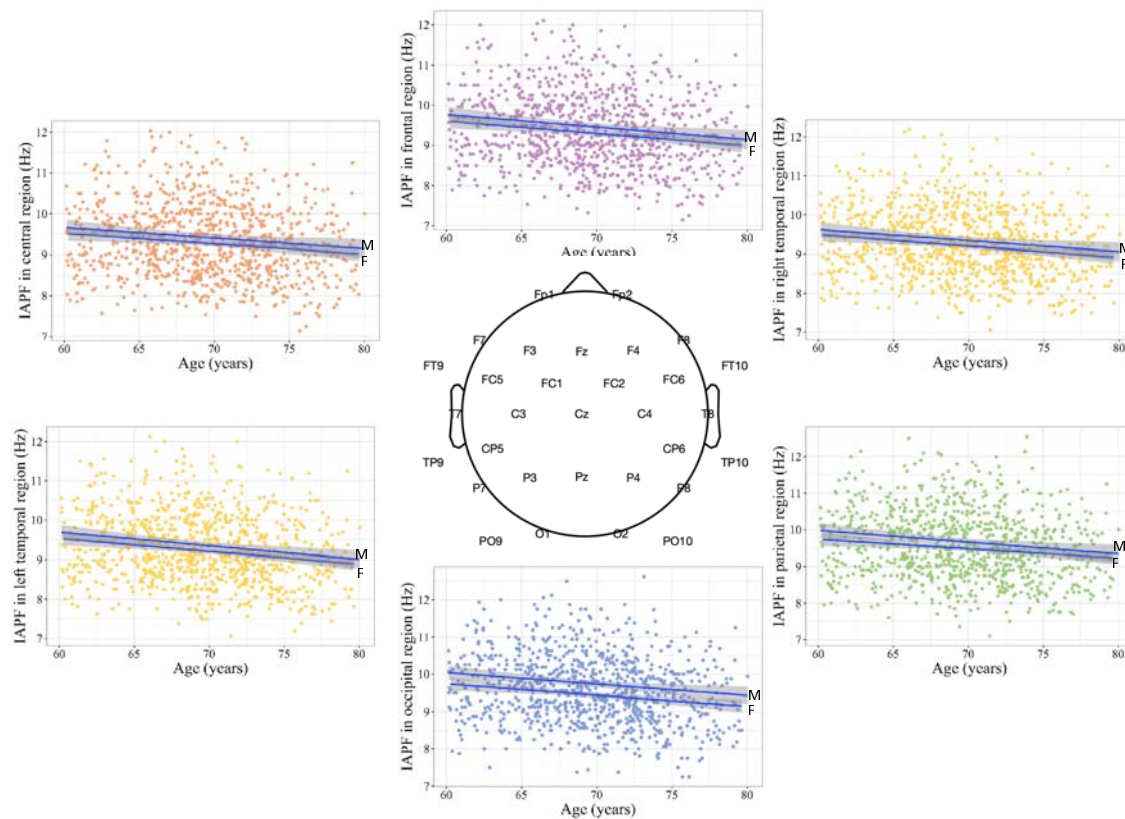 IAPF in frontal region (Hz)
12
11
10
9
8
7
M
F
60 65 70 75 80
Age (years)
IAPF in central region (Hz)
12
11
10
9
8
7
M
F
60 65 70 75 80
Age (years)
IAPF in right temporal region (Hz)
12
11
10
9
8
7
M
F
60 65 70 75 80
Age (years)
Fp1 Fp2
F7 F3 Fz F4 F8
FT9 FT10
FC5 FC1 FC2 FC6
T7 C3 Cz C4 T8
CP5 CP6
TP9 TP10
P7 P3 Pz P4 P8
PO9 O1 O2 PO10
IAPF in left temporal region (Hz)
12
11
10
9
8
7
M
F
60 65 70 75 80
Age (years)
IAPF in parietal region (Hz)
12
11
10
9
8
7
M
F
60 65 70 75 80
Age (years)
IAPF in occipital region (Hz)
12
11
10
9
8
7
M
F
60 65 70 75 80
Age (years)